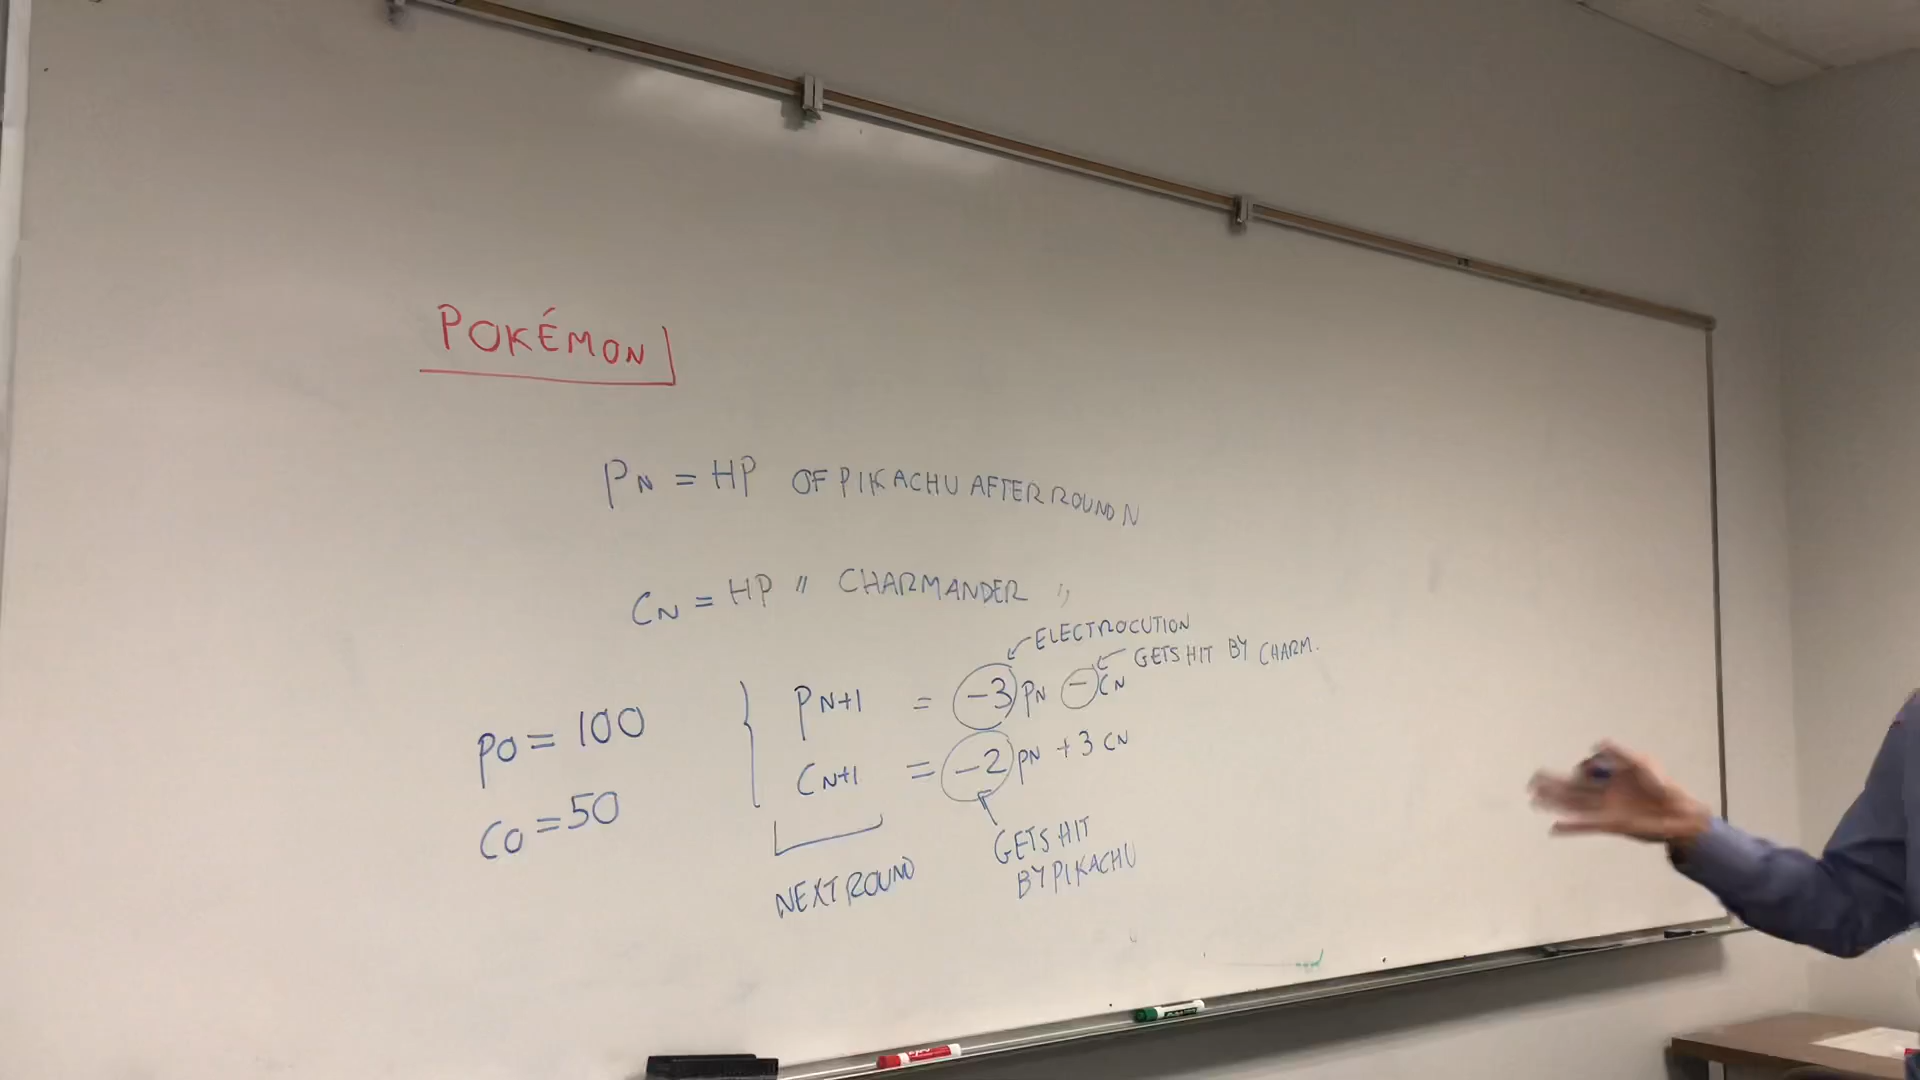 POKÉMON
PN = HP OF PIKACHU AFTER ROUND N
CN = HP " CHARMANDER "
ELECTROCUTION
GETS HIT BY CHARM.
PN+1 = -3 PN - CN
CN+1 = -2 PN + 3 CN
P0 = 100
C0 = 50
NEXT ROUND
GETS HIT
BY PIKACHU